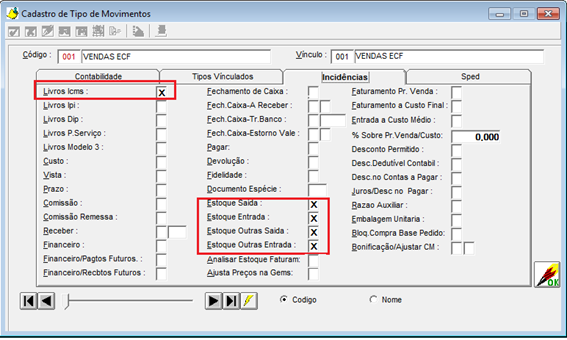 Cadastro de Tipo de Movimentos
Código : 001 VENDAS ECF Vínculo : 001 VENDAS ECF
Contabilidade Tipos Vínculados Incidências Sped
Livros Icms : X
Livros Ipi :
Livros Dip :
Livros P.Serviço :
Livros Modelo 3 :
Custo :
Vista :
Prazo :
Comissão :
Comissão Remessa :
Receber :
Financeiro :
Financeiro/Pagtos Futuros. :
Financeiro/Recbtos Futuros :
Fechamento de Caixa :
Fech.Caixa-A Receber :
Fech.Caixa-Tr.Banco :
Fech.Caixa-Estorno Vale :
Pagar:
Devolução :
Fidelidade :
Documento Espécie :
Estoque Saida : X
Estoque Entrada : X
Estoque Outras Saida : X
Estoque Outras Entrada : X
Analisar Estoque Faturam:
Ajusta Preços na Gems:
Faturamento Pr. Venda :
Faturamento a Custo Final :
Entrada a Custo Médio :
% Sobre Pr.Venda/Custo: 0,000
Desconto Permitido :
Desc.Dedutível Contabil :
Desc.no Contas a Pagar :
Juros/Desc no Pagar :
Razao Auxiliar :
Embalagem Unitaria :
Bloq.Compra Base Pedido:
Bonificação/Ajustar CM :
OK
Codigo Nome